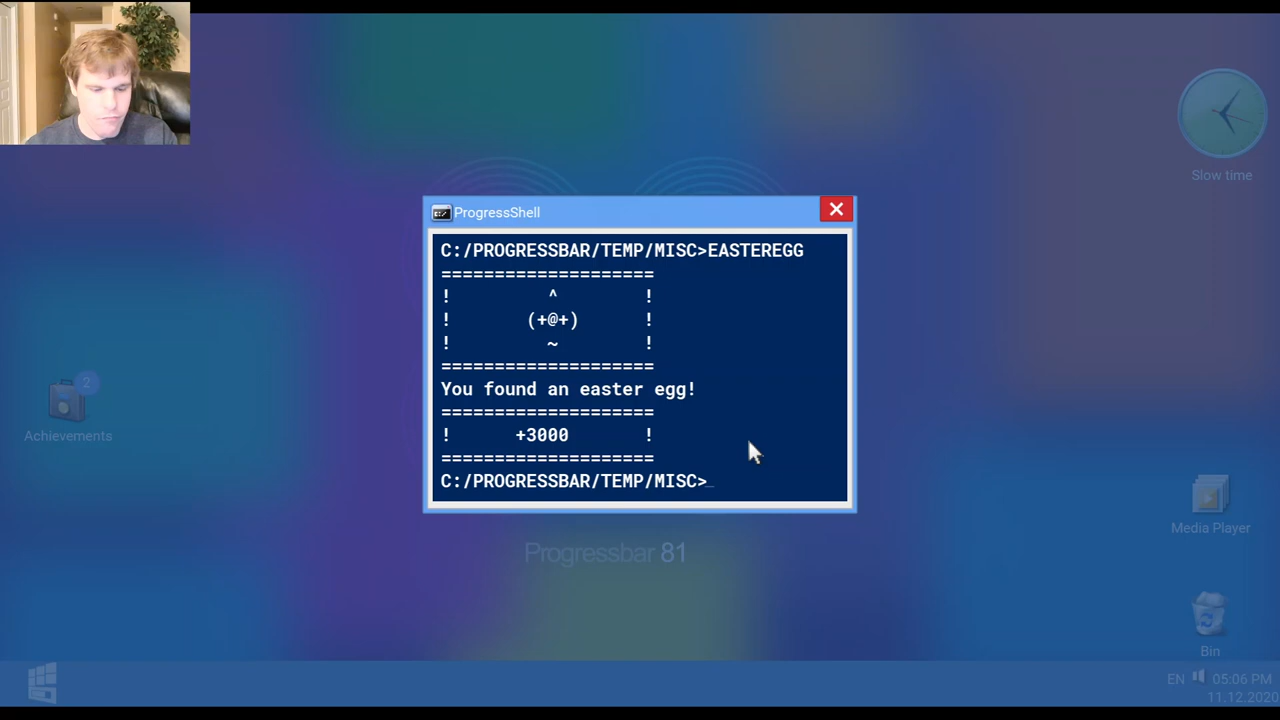 Slow time
ProgressShell
C:/PROGRESSBAR/TEMP/MISC>EASTEREGG
====================
!         ^        !
!       (+@+)      !
!         ~        !
====================
You found an easter egg!
====================
!      +3000       !
====================
C:/PROGRESSBAR/TEMP/MISC>_
2
Achievements
Media Player
Progressbar 81
Bin
EN 05:06 PM
11.12.2020